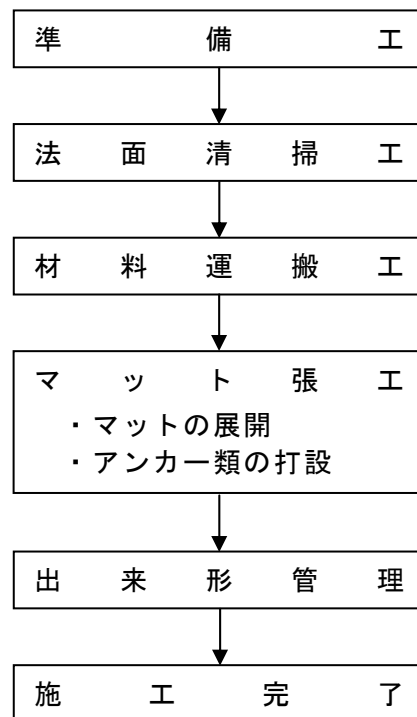 準備工
法面清掃工
材料運搬工
マット張工
・マットの展開
・アンカー類の打設
出来形管理
施工完了